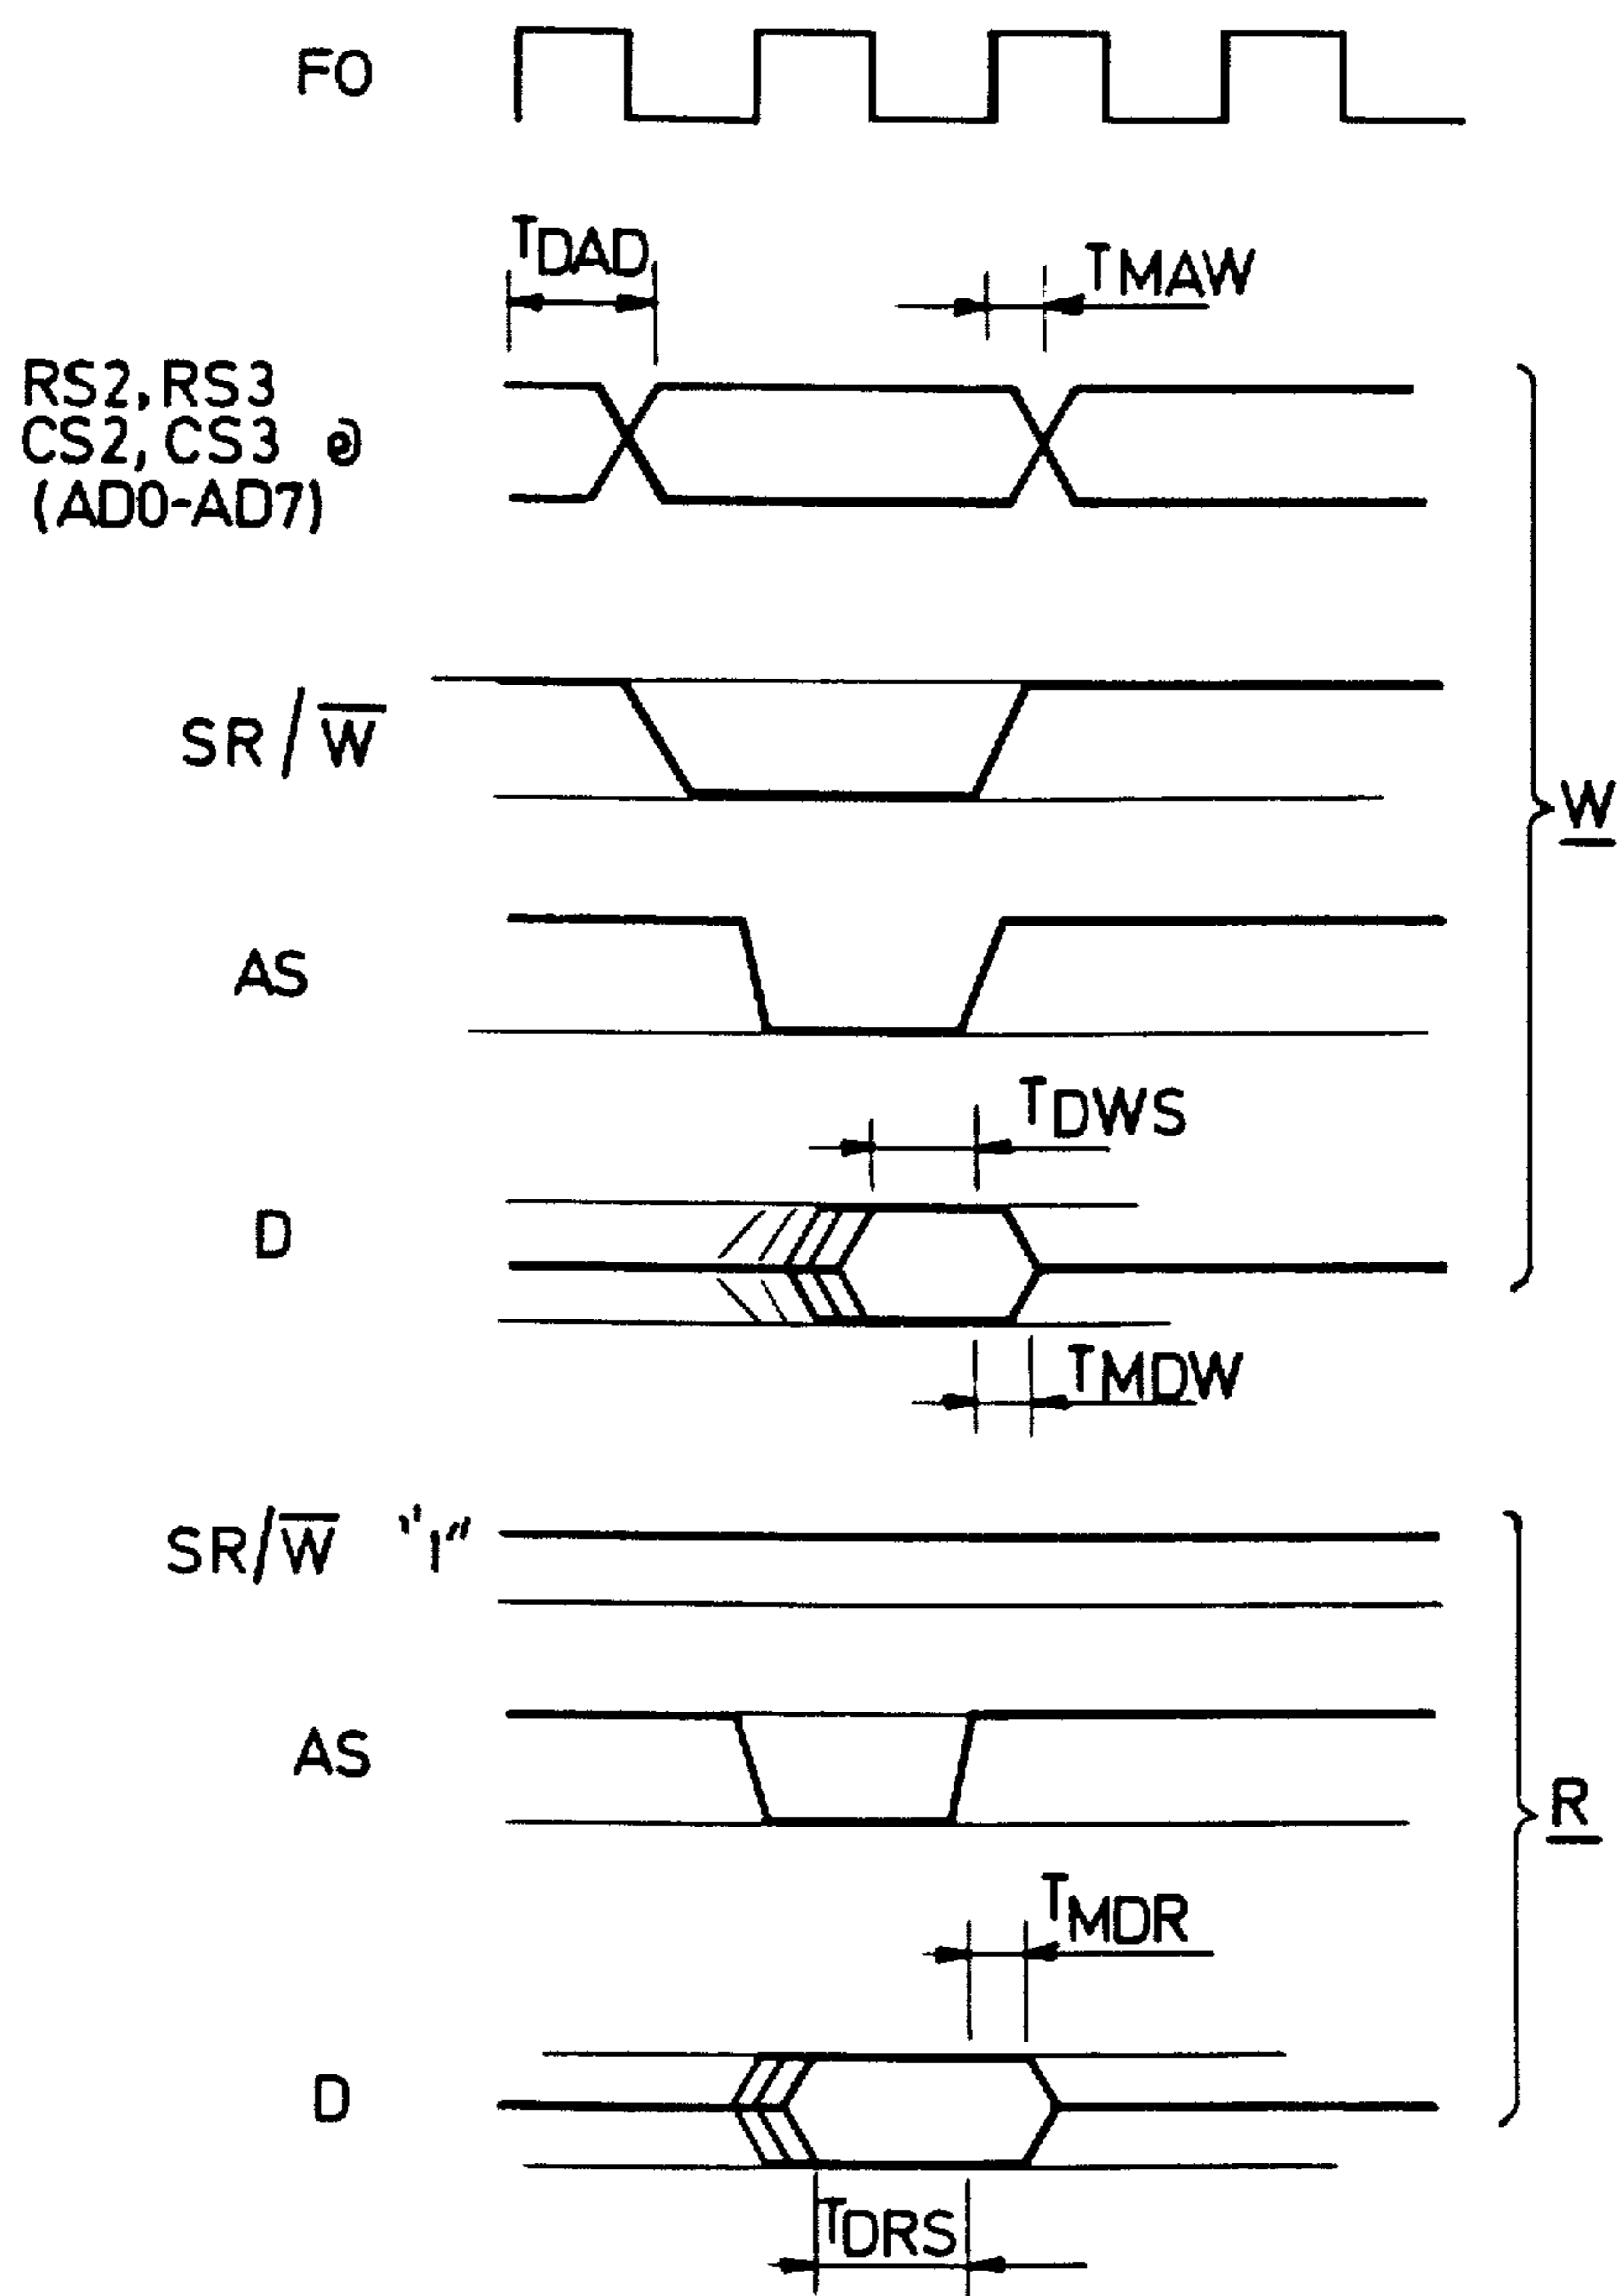 FO
TDAD
TMAW
RS2, RS3
CS2, CS3 @
(AD0-AD7)
SR/W̅
W
AS
TDWS
D
TMDW
SR/W̅ "1"
AS
R
TMDR
D
TDRS